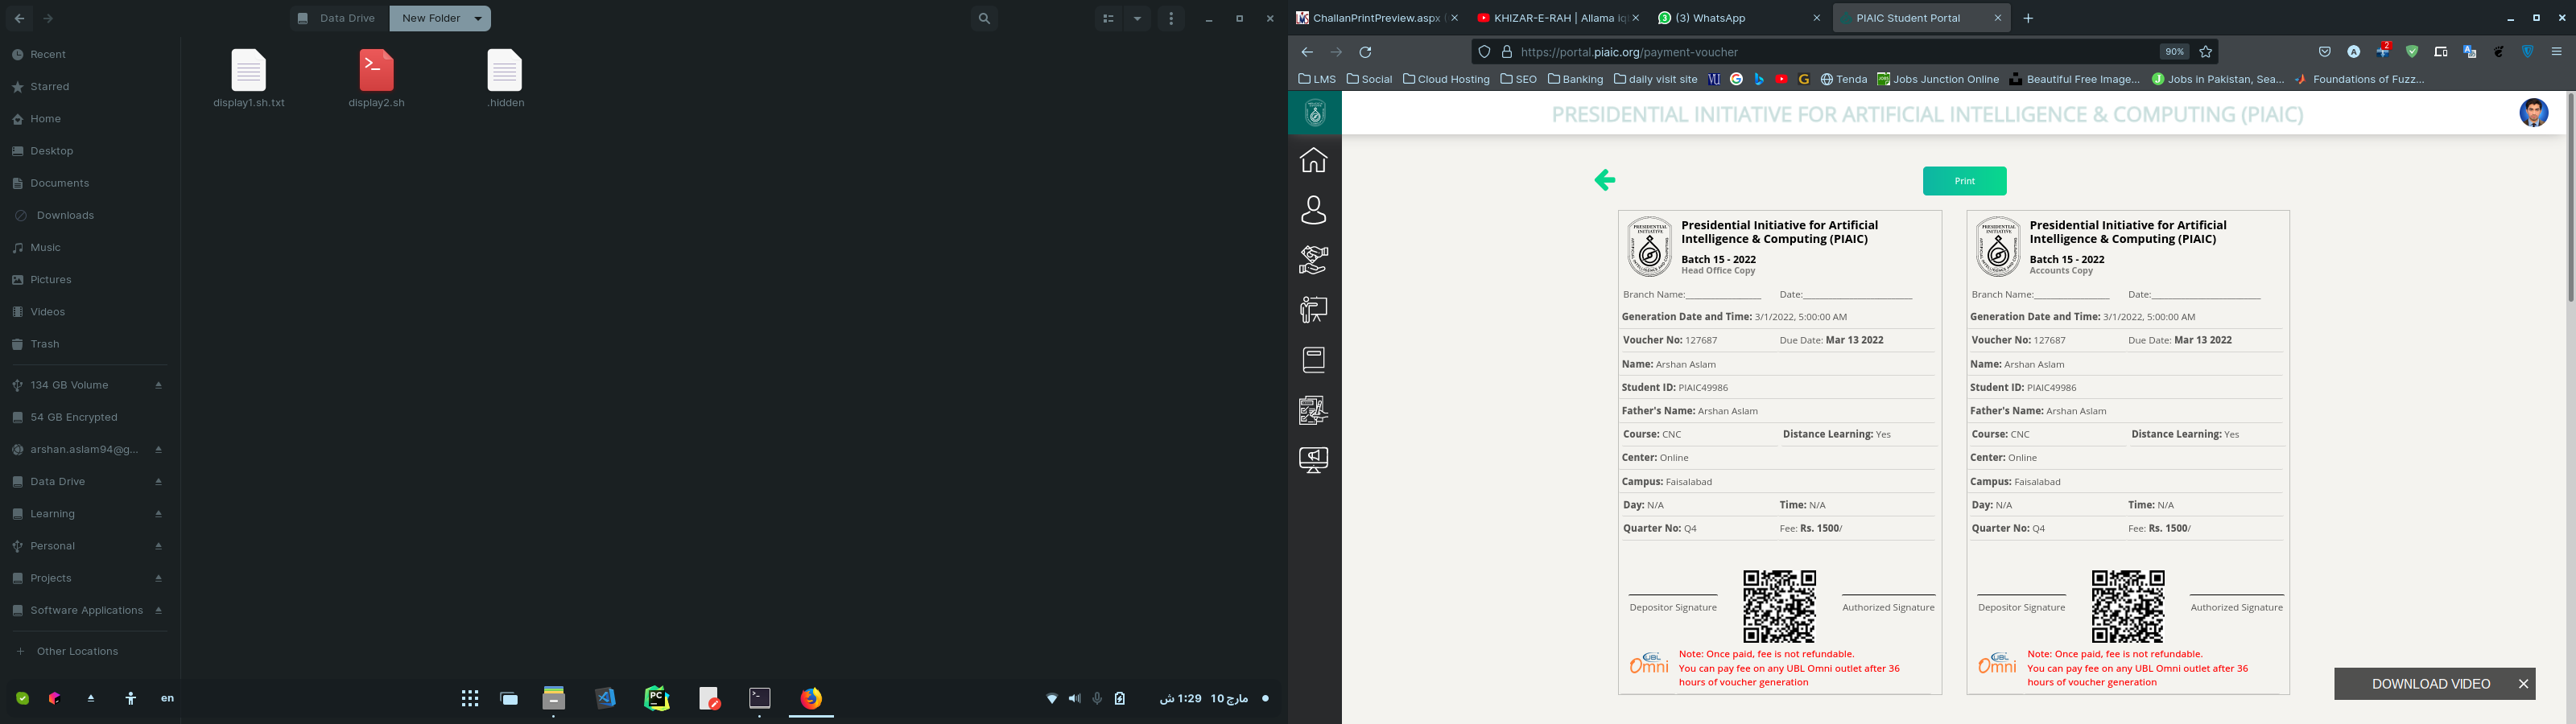 Data Drive
New Folder
Recent
Starred
Home
Desktop
Documents
Downloads
Music
Pictures
Videos
Trash
134 GB Volume
54 GB Encrypted
arshan.aslam94@g...
Data Drive
Learning
Personal
Projects
Software Applications
Other Locations
display1.sh.txt
display2.sh
.hidden
en
PC
مارچ 10 1:29 ش
ChallanPrintPreview.aspx
KHIZAR-E-RAH | Allama iq
(3) WhatsApp
PIAIC Student Portal
https://portal.piaic.org/payment-voucher
90%
2
LMS
Social
Cloud Hosting
SEO
Banking
daily visit site
Tenda
Jobs Junction Online
Beautiful Free Image...
Jobs in Pakistan, Sea...
Foundations of Fuzz...
PRESIDENTIAL INITIATIVE FOR ARTIFICIAL INTELLIGENCE & COMPUTING (PIAIC)
Print
Presidential Initiative for Artificial
Intelligence & Computing (PIAIC)
Batch 15 - 2022
Head Office Copy
Branch Name:________________ Date:_______________________
Generation Date and Time: 3/1/2022, 5:00:00 AM
Voucher No: 127687 Due Date: Mar 13 2022
Name: Arshan Aslam
Student ID: PIAIC49986
Father's Name: Arshan Aslam
Course: CNC Distance Learning: Yes
Center: Online
Campus: Faisalabad
Day: N/A Time: N/A
Quarter No: Q4 Fee: Rs. 1500/
Depositor Signature
Authorized Signature
UBL
Omni
Note: Once paid, fee is not refundable.
You can pay fee on any UBL Omni outlet after 36
hours of voucher generation
Presidential Initiative for Artificial
Intelligence & Computing (PIAIC)
Batch 15 - 2022
Accounts Copy
Branch Name:________________ Date:_______________________
Generation Date and Time: 3/1/2022, 5:00:00 AM
Voucher No: 127687 Due Date: Mar 13 2022
Name: Arshan Aslam
Student ID: PIAIC49986
Father's Name: Arshan Aslam
Course: CNC Distance Learning: Yes
Center: Online
Campus: Faisalabad
Day: N/A Time: N/A
Quarter No: Q4 Fee: Rs. 1500/
Depositor Signature
Authorized Signature
UBL
Omni
Note: Once paid, fee is not refundable.
You can pay fee on any UBL Omni outlet after 36
hours of voucher generation
DOWNLOAD VIDEO